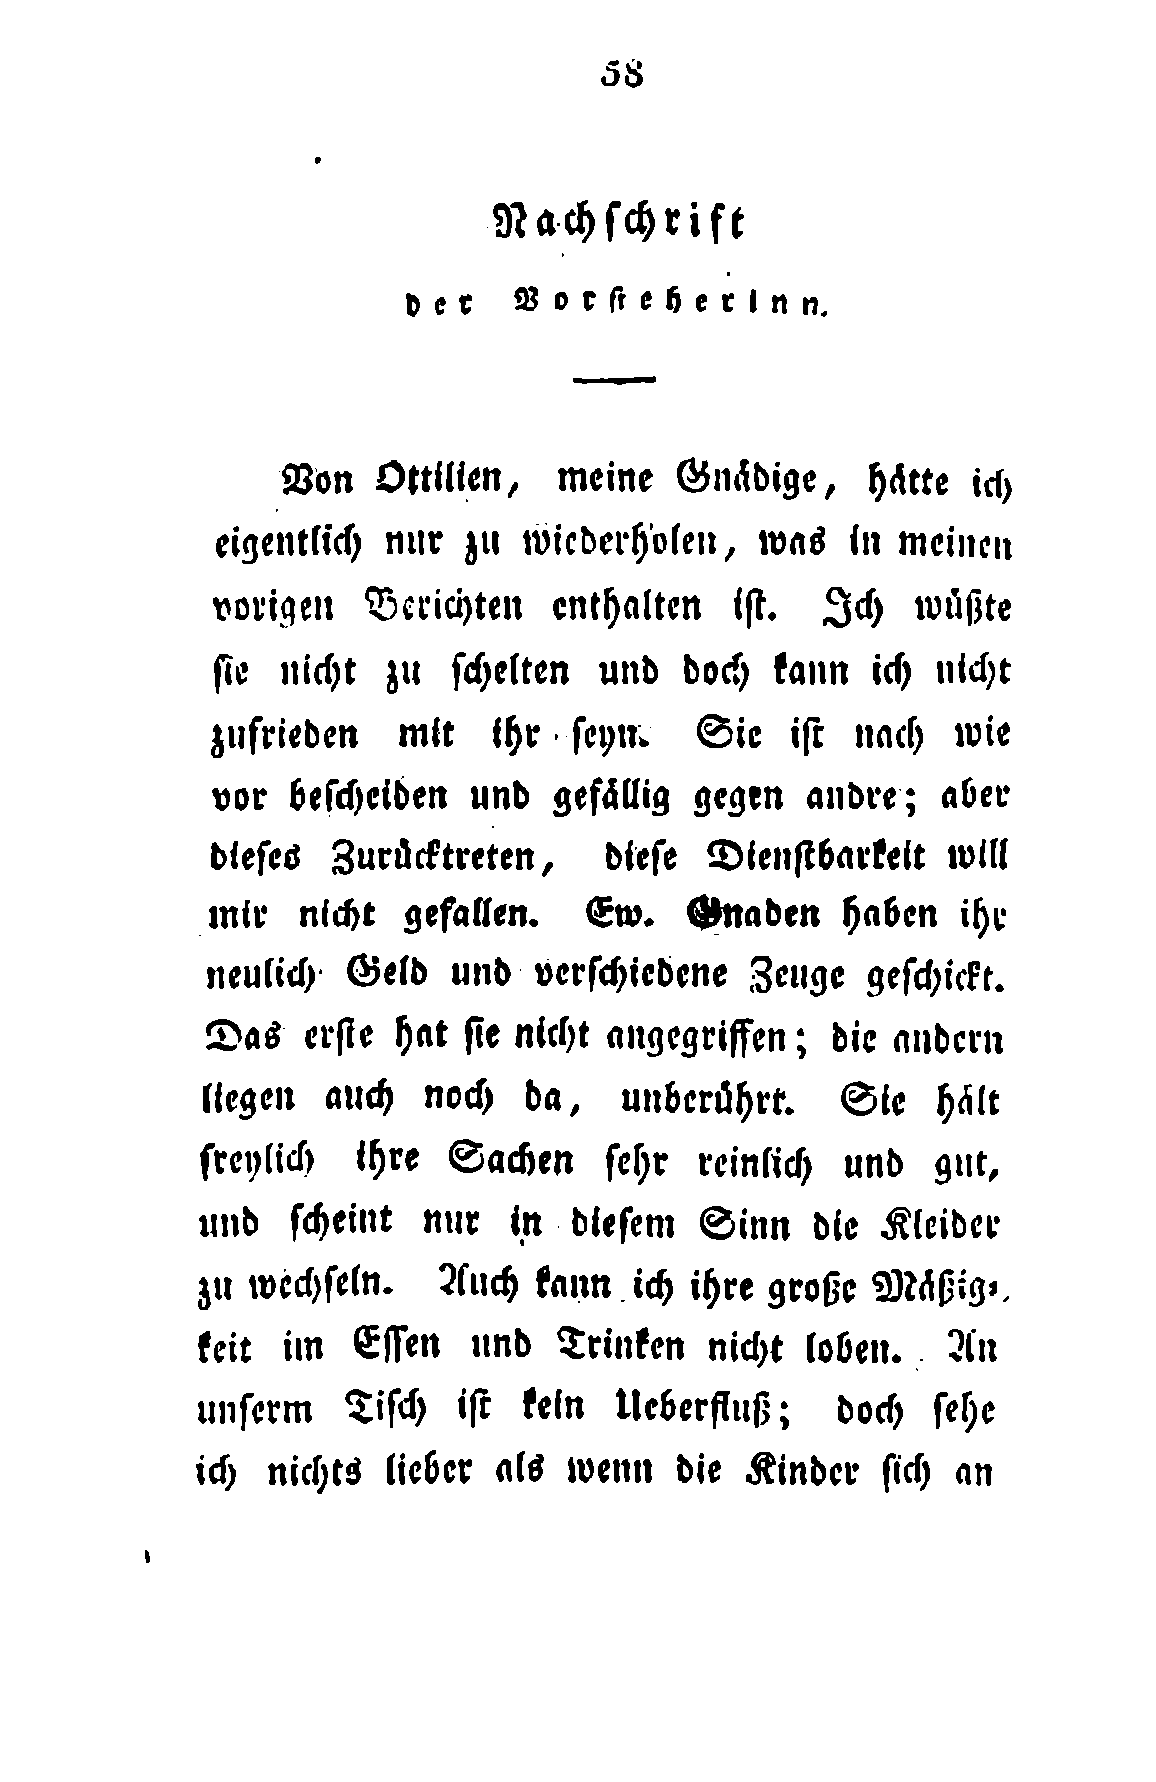 58
Nachschrift
der Vorsteherinn.
Von Ottilien, meine Gnädige, hätte ich
eigentlich nur zu wiederholen, was in meinen
vorigen Berichten enthalten ist. Ich wüßte
sie nicht zu schelten und doch kann ich nicht
zufrieden mit ihr seyn. Sie ist nach wie
vor bescheiden und gefällig gegen andre; aber
dieses Zurücktreten, diese Dienstbarkeit will
mir nicht gefallen. Ew. Gnaden haben ihr
neulich Geld und verschiedene Zeuge geschickt.
Das erste hat sie nicht angegriffen; die andern
liegen auch noch da, unberührt. Sie hält
freylich ihre Sachen sehr reinlich und gut,
und scheint nur in diesem Sinn die Kleider
zu wechseln. Auch kann ich ihre große Mäßig-
keit im Essen und Trinken nicht loben. An
unserm Tisch ist kein Ueberfluß; doch sehe
ich nichts lieber als wenn die Kinder sich an